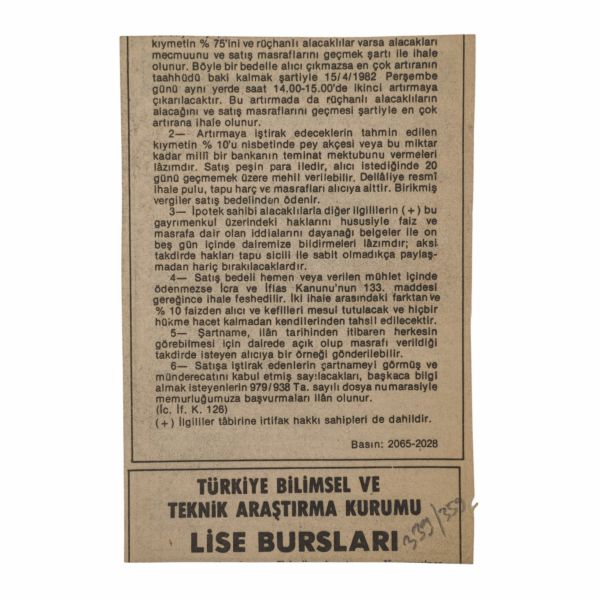 kıymetin % 75'ini ve rüçhanlı alacaklılar varsa alacakları
mecmuunu ve satış masraflarını geçmek şartı ile ihale
olunur. Böyle bir bedelle alıcı çıkmazsa en çok artıranın
taahhüdü baki kalmak şartiyle 15/4/1982 Perşembe
günü aynı yerde saat 14.00-15.00'de ikinci artırmaya
çıkarılacaktır. Bu artırmada da rüçhanlı alacaklıların
alacağını ve satış masraflarını geçmesi şartiyle en çok
artırana ihale olunur.
2— Artırmaya iştirak edeceklerin tahmin edilen
kıymetin % 10'u nisbetinde pey akçesi veya bu miktar
kadar millî bir bankanın teminat mektubunu vermeleri
lâzımdır. Satış peşin para iledir, alıcı istediğinde 20
günü geçmemek üzere mehil verilebilir. Dellâliye resmî
ihale pulu, tapu harç ve masrafları alıcıya aittir. Birikmiş
vergiler satış bedelinden ödenir.
3— İpotek sahibi alacaklılarla diğer ilgililerin (+) bu
gayrımenkul üzerindeki haklarını hususiyle faiz ve
masrafa dair olan iddialarını dayanağı belgeler ile on
beş gün içinde dairemize bildirmeleri lâzımdır; aksi
takdirde hakları tapu sicili ile sabit olmadıkça paylaş-
madan hariç bırakılacaklardır.
4— Satış bedeli hemen veya verilen mühlet içinde
ödenmezse İcra ve İflas Kanunu'nun 133. maddesi
gereğince ihale feshedilir. İki ihale arasındaki farktan ve
% 10 faizden alıcı ve kefilleri mesul tutulacak ve hiçbir
hükme hacet kalmadan kendilerinden tahsil edilecektir.
5— Şartname, ilân tarihinden itibaren herkesin
görebilmesi için dairede açık olup masrafı verildiği
takdirde isteyen alıcıya bir örneği gönderilebilir.
6— Satışa iştirak edenlerin çartnameyi görmüş ve
münderecatını kabul etmiş sayılacakları, başkaca bilgi
almak isteyenlerin 979/938 Ta. sayılı dosya numarasiyle
memurluğumuza başvurmaları ilân olunur.
(İc. İf. K. 126)
(+) İlgililer tâbirine irtifak hakkı sahipleri de dahildir.
Basın: 2065-2028
TÜRKİYE BİLİMSEL VE
TEKNİK ARAŞTIRMA KURUMU
LİSE BURSLARI
339/359